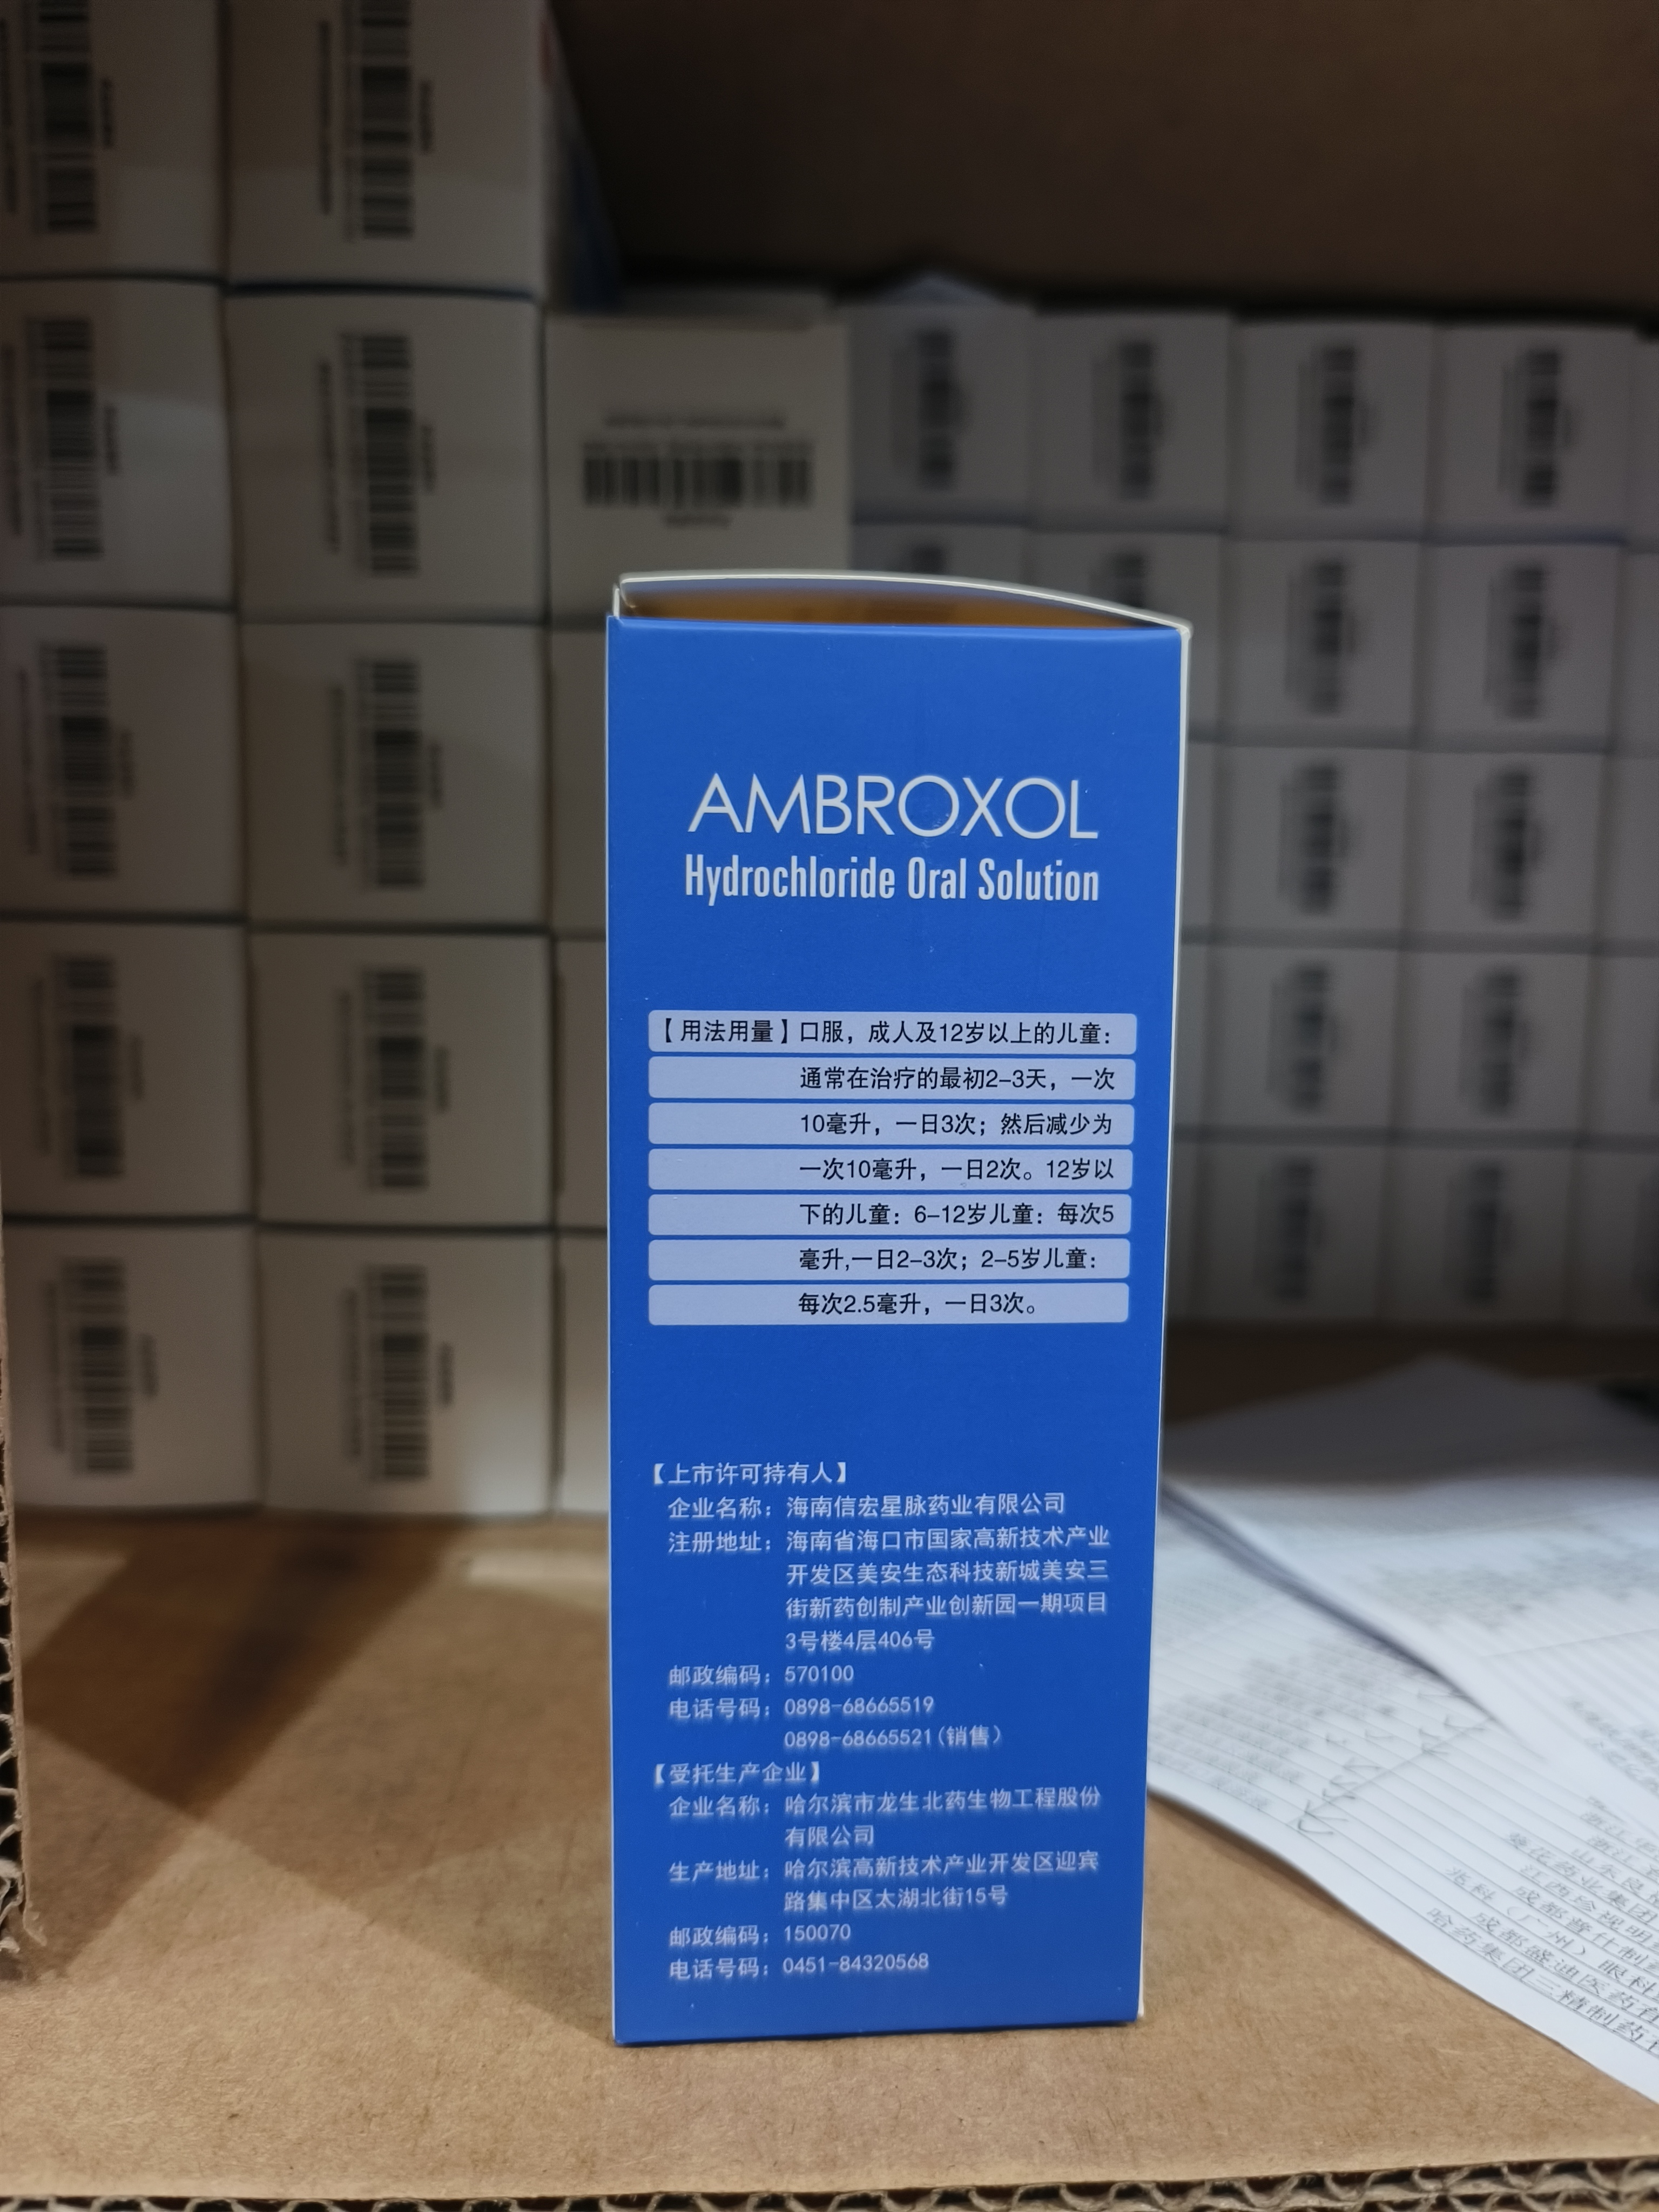 AMBROXOL
Hydrochloride Oral Solution
【用法用量】口服，成人及12岁以上的儿童：
通常在治疗的最初2-3天，一次
10毫升，一日3次；然后减少为
一次10毫升，一日2次。12岁以
下的儿童：6-12岁儿童：每次5
毫升,一日2-3次；2-5岁儿童：
每次2.5毫升，一日3次。
【上市许可持有人】
企业名称：海南信宏星脉药业有限公司
注册地址：海南省海口市国家高新技术产业
开发区美安生态科技新城美安三
街新药创制产业创新园一期项目
3号楼4层406号
邮政编码：570100
电话号码：0898-68665519
0898-68665521(销售）
【受托生产企业】
企业名称：哈尔滨市龙生北药生物工程股份
有限公司
生产地址：哈尔滨高新技术产业开发区迎宾
路集中区太湖北街15号
邮政编码：150070
电话号码：0451-84320568